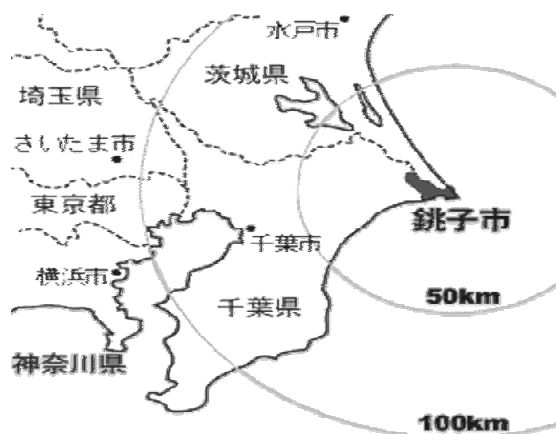 水戸市
茨城県
埼玉県
さいたま市
東京都
銚子市
千葉市
横浜市
50km
千葉県
神奈川県
100km